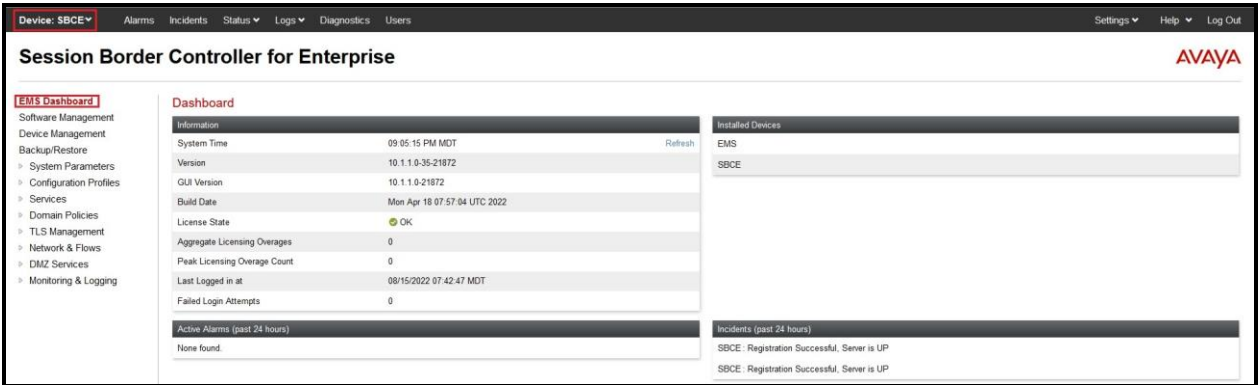 Device: SBCE Alarms Incidents Status Logs Diagnostics Users Settings Help Log Out
Session Border Controller for Enterprise
AVAYA
EMS Dashboard
Software Management
Device Management
Backup/Restore
System Parameters
Configuration Profiles
Services
Domain Policies
TLS Management
Network & Flows
DMZ Services
Monitoring & Logging
Dashboard
Information
System Time 09:05:15 PM MDT Refresh
Version 10.1.1.0-35-21872
GUI Version 10.1.1.0-21872
Build Date Mon Apr 18 07:57:04 UTC 2022
License State OK
Aggregate Licensing Overages 0
Peak Licensing Overage Count 0
Last Logged in at 08/15/2022 07:42:47 MDT
Failed Login Attempts 0
Installed Devices
EMS
SBCE
Active Alarms (past 24 hours)
None found.
Incidents (past 24 hours)
SBCE : Registration Successful, Server is UP
SBCE : Registration Successful, Server is UP